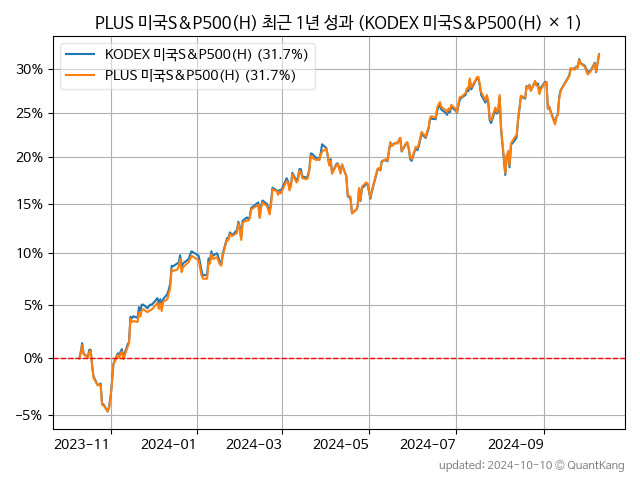 PLUS 미국S&P500(H) 최근 1년 성과 (KODEX 미국S&P500(H) × 1)
KODEX 미국S&P500(H) (31.7%)
PLUS 미국S&P500(H) (31.7%)
30%
25%
20%
15%
10%
5%
0%
−5%
2023-11 2024-01 2024-03 2024-05 2024-07 2024-09
updated: 2024-10-10 © QuantKang